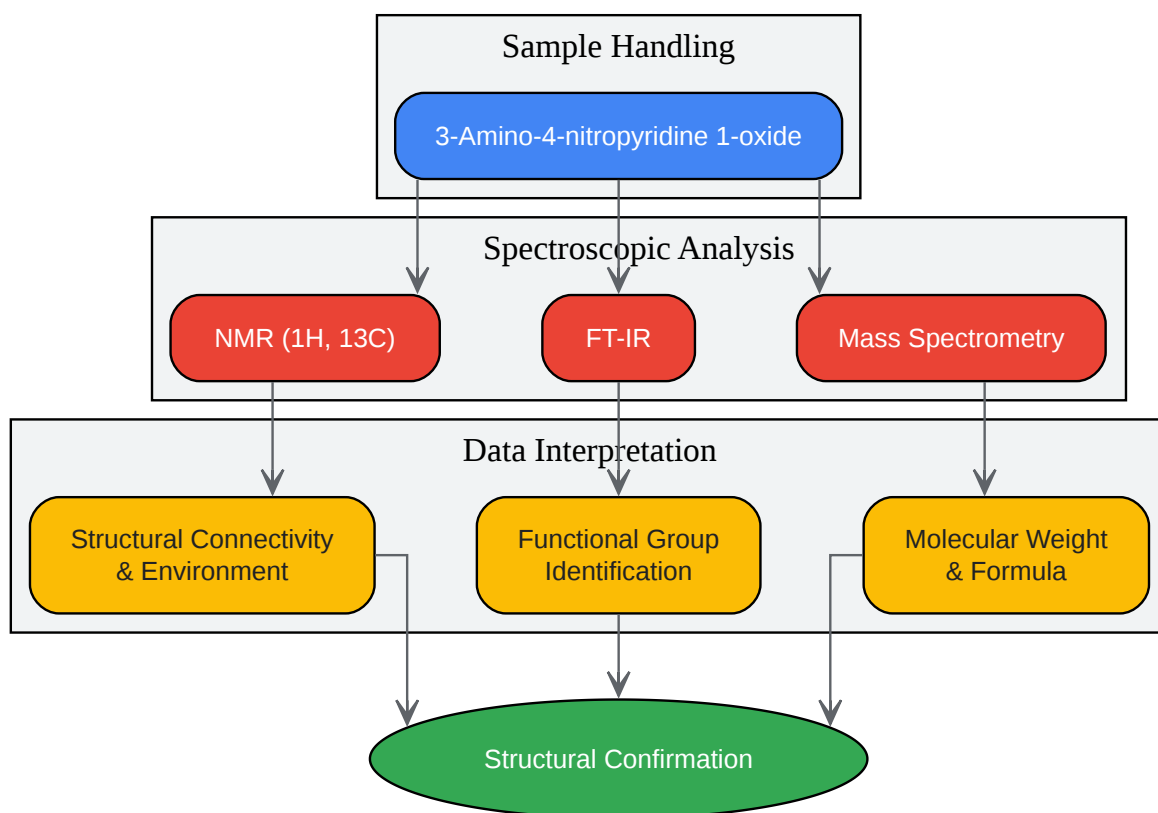 Sample Handling
3-Amino-4-nitropyridine 1-oxide
Spectroscopic Analysis
NMR (1H, 13C)
FT-IR
Mass Spectrometry
Data Interpretation
Structural Connectivity
& Environment
Functional Group
Identification
Molecular Weight
& Formula
Structural Confirmation